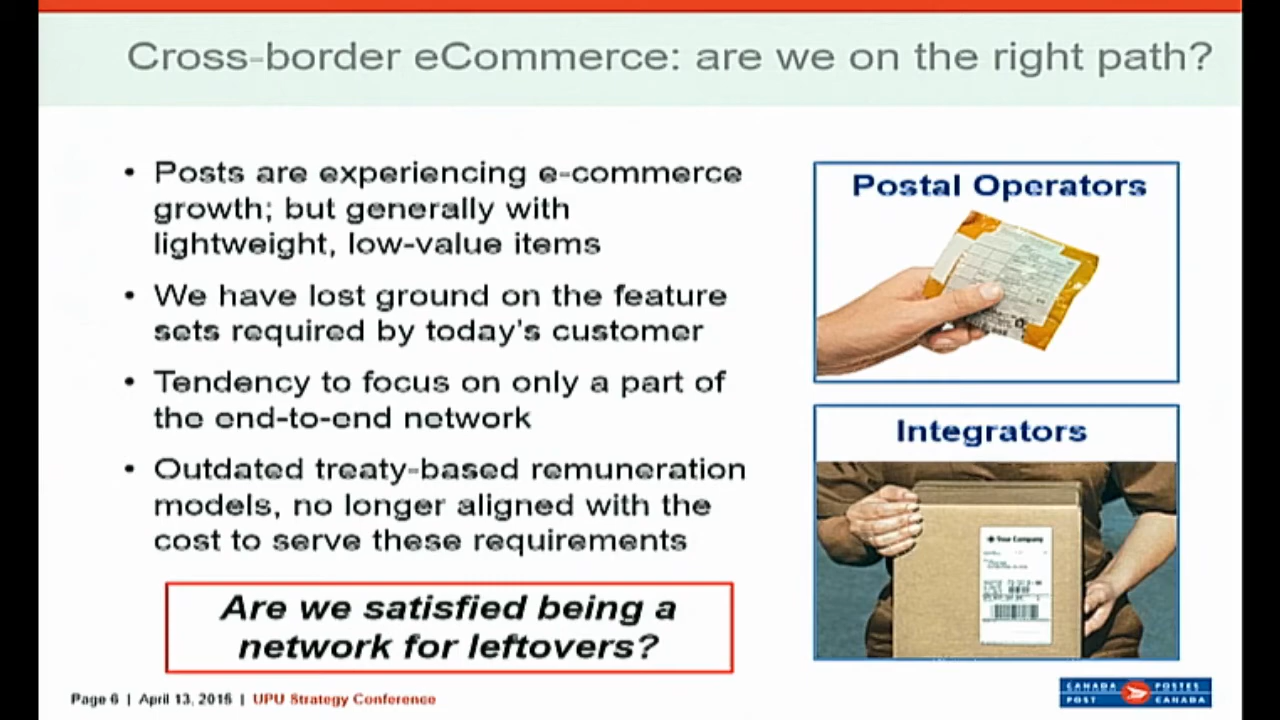 Cross-border eCommerce: are we on the right path?
• Posts are experiencing e-commerce
growth; but generally with
lightweight, low-value items
• We have lost ground on the feature
sets required by today's customer
• Tendency to focus on only a part of
the end-to-end network
• Outdated treaty-based remuneration
models, no longer aligned with the
cost to serve these requirements
Are we satisfied being a
network for leftovers?
Postal Operators
Integrators
Your Company
Page 6 | April 13, 2015 | UPU Strategy Conference
CANADA POST
POSTES CANADA